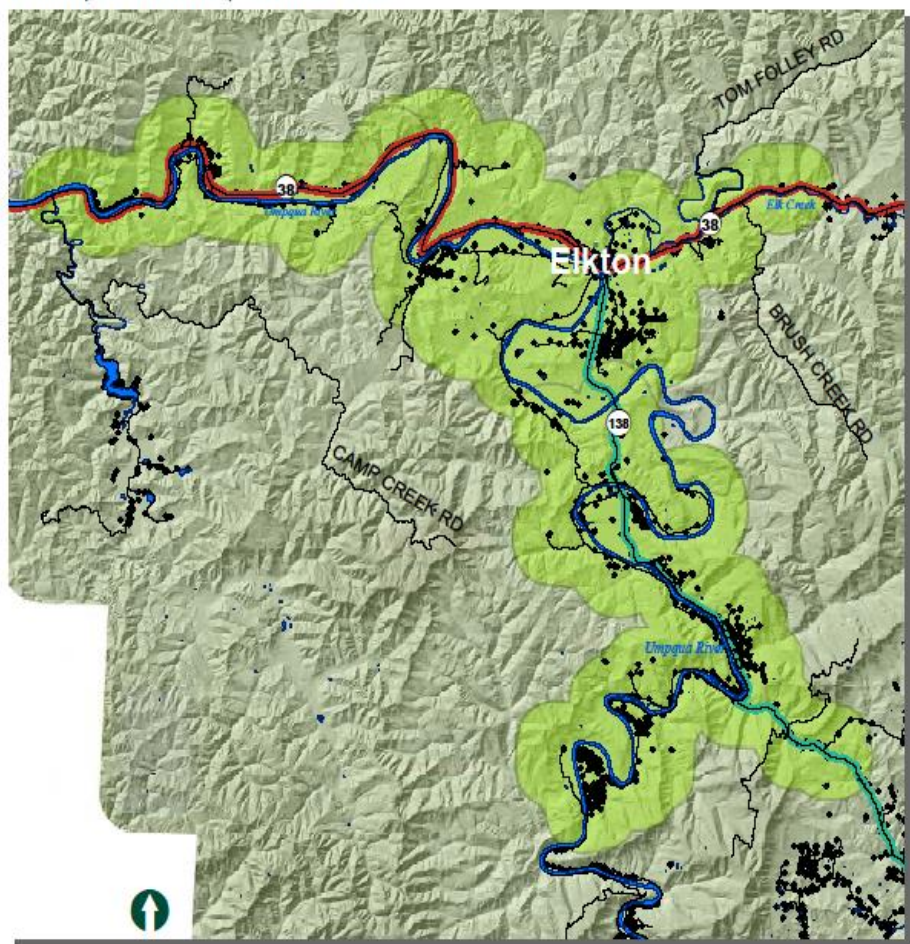 TOM FOLLEY RD
38
Umpqua River
Elk Creek
38
Elkton
BRUSH CREEK RD
138
CAMP CREEK RD
Umpqua River